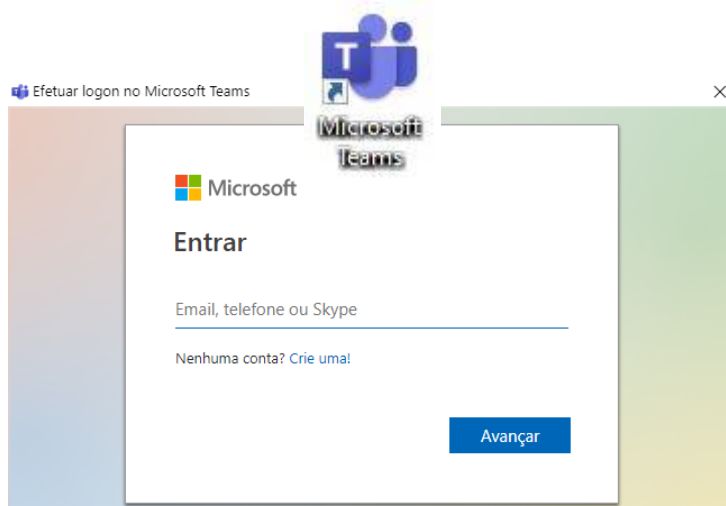 T
Efetuar logon no Microsoft Teams
Microsoft
Teams
Microsoft
Entrar
Email, telefone ou Skype
Nenhuma conta? Crie uma!
Avançar